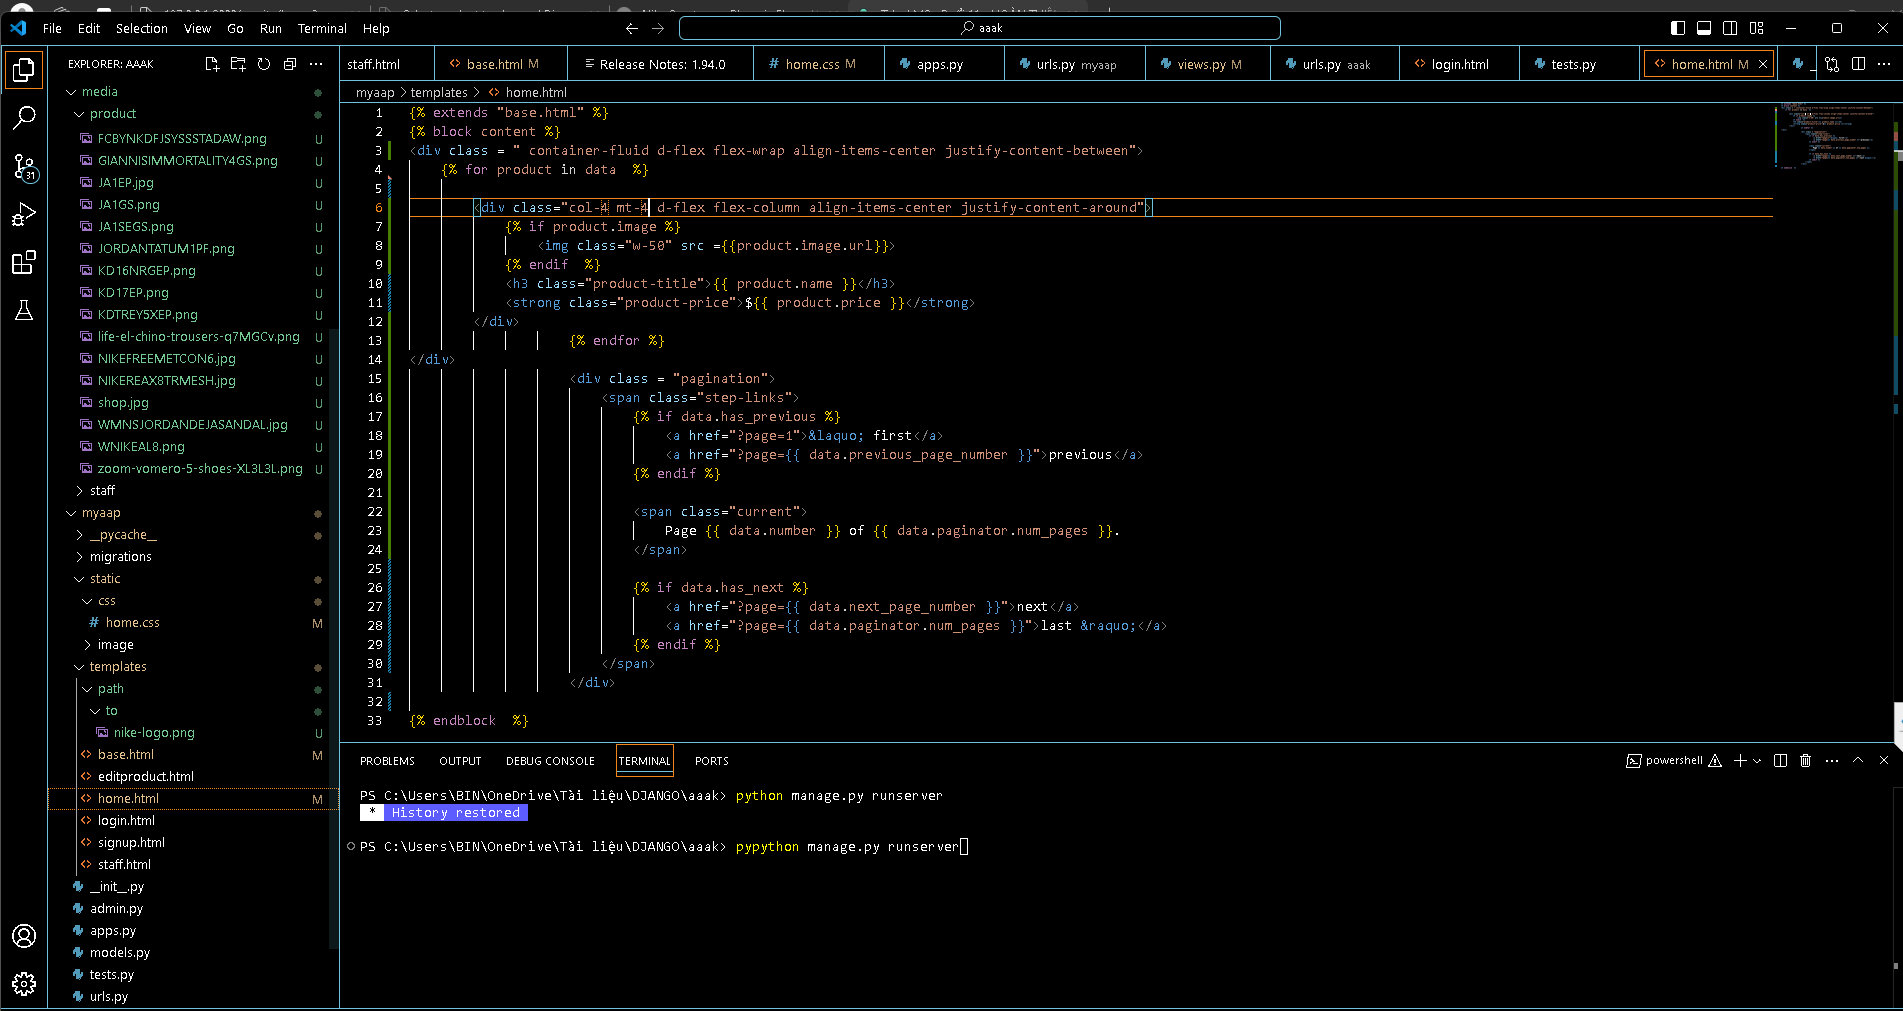 File Edit Selection View Go Run Terminal Help
aaak
EXPLORER: AAAK
staff.html
base.html M
Release Notes: 1.94.0
# home.css M
apps.py
urls.py myaap
views.py M
urls.py aaak
login.html
tests.py
home.html M
myaap > templates > home.html
media
product
FCBYNKDFJSYSSSTADAW.png U
GIANNISIMMORTALITY4GS.png U
JA1EP.jpg U
JA1GS.png U
JA1SEGS.png U
JORDANTATUM1PF.png U
KD16NRGEP.png U
KD17EP.png U
KDTREY5XEP.png U
life-el-chino-trousers-q7MGCv.png U
NIKEFREEMETCON6.jpg U
NIKEREAX8TRMESH.jpg U
shop.jpg U
WMNSJORDANDEJASANDAL.jpg U
WNIKEAL8.png U
zoom-vomero-5-shoes-XL3L3L.png U
staff
myaap
__pycache__
migrations
static
css
# home.css M
image
templates
path
to
nike-logo.png U
base.html M
editproduct.html
home.html M
login.html
signup.html
staff.html
__init__.py
admin.py
apps.py
models.py
tests.py
urls.py
31
1 {% extends "base.html" %}
2 {% block content %}
3 <div class = " container-fluid d-flex flex-wrap align-items-center justify-content-between">
4 {% for product in data  %}
5
6 <div class="col-4 mt-4 d-flex flex-column align-items-center justify-content-around">
7 {% if product.image %}
8 <img class="w-50" src ={{product.image.url}}>
9 {% endif  %}
10 <h3 class="product-title">{{ product.name }}</h3>
11 <strong class="product-price">${{ product.price }}</strong>
12 </div>
13 {% endfor %}
14 </div>
15 <div class = "pagination">
16 <span class="step-links">
17 {% if data.has_previous %}
18 <a href="?page=1">&laquo; first</a>
19 <a href="?page={{ data.previous_page_number }}">previous</a>
20 {% endif %}
21
22 <span class="current">
23 Page {{ data.number }} of {{ data.paginator.num_pages }}.
24 </span>
25
26 {% if data.has_next %}
27 <a href="?page={{ data.next_page_number }}">next</a>
28 <a href="?page={{ data.paginator.num_pages }}">last &raquo;</a>
29 {% endif %}
30 </span>
31 </div>
32
33 {% endblock  %}
PROBLEMS OUTPUT DEBUG CONSOLE TERMINAL PORTS
powershell
PS C:\Users\BIN\OneDrive\Tài liệu\DJANGO\aaak> python manage.py runserver
* History restored
PS C:\Users\BIN\OneDrive\Tài liệu\DJANGO\aaak> pypython manage.py runserver